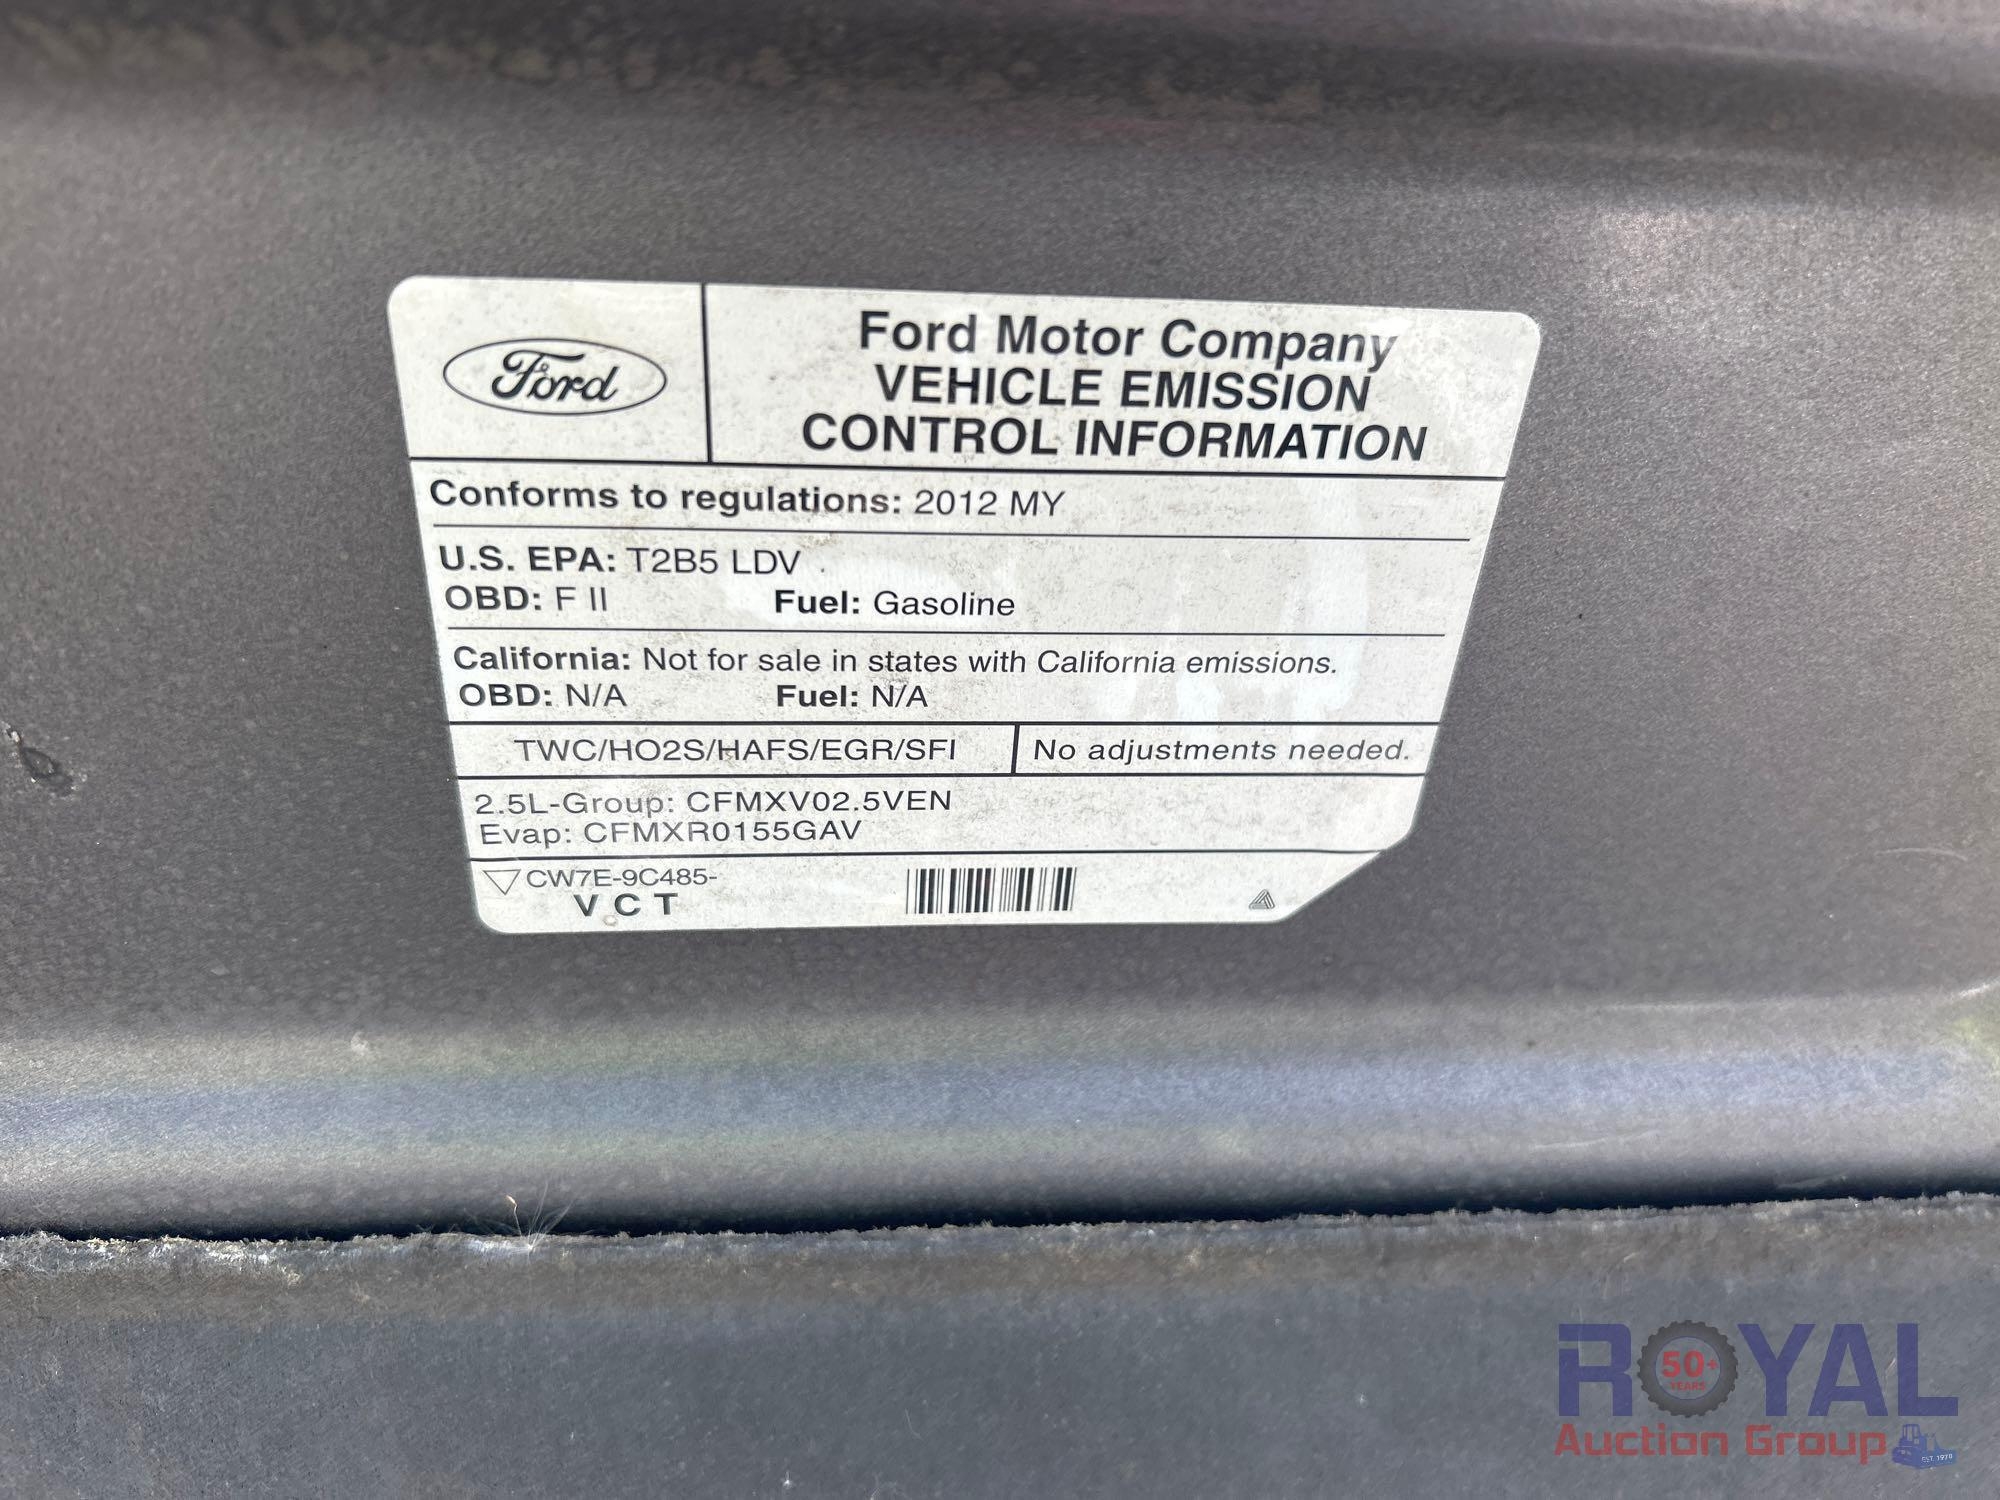 Ford
Ford Motor Company
VEHICLE EMISSION
CONTROL INFORMATION
Conforms to regulations: 2012 MY
U.S. EPA: T2B5 LDV
OBD: F II Fuel: Gasoline
California: Not for sale in states with California emissions.
OBD: N/A Fuel: N/A
TWC/HO2S/HAFS/EGR/SFI No adjustments needed.
2.5L-Group: CFMXV02.5VEN
Evap: CFMXR0155GAV
CW7E-9C485-
V C T
ROYAL
50+
YEARS
Auction Group
EST. 1970